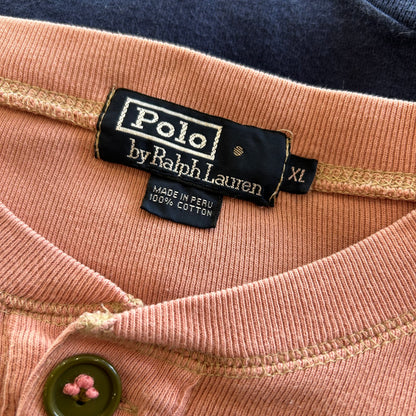 Polo
by Ralph Lauren
XL
MADE IN PERU
100% COTTON